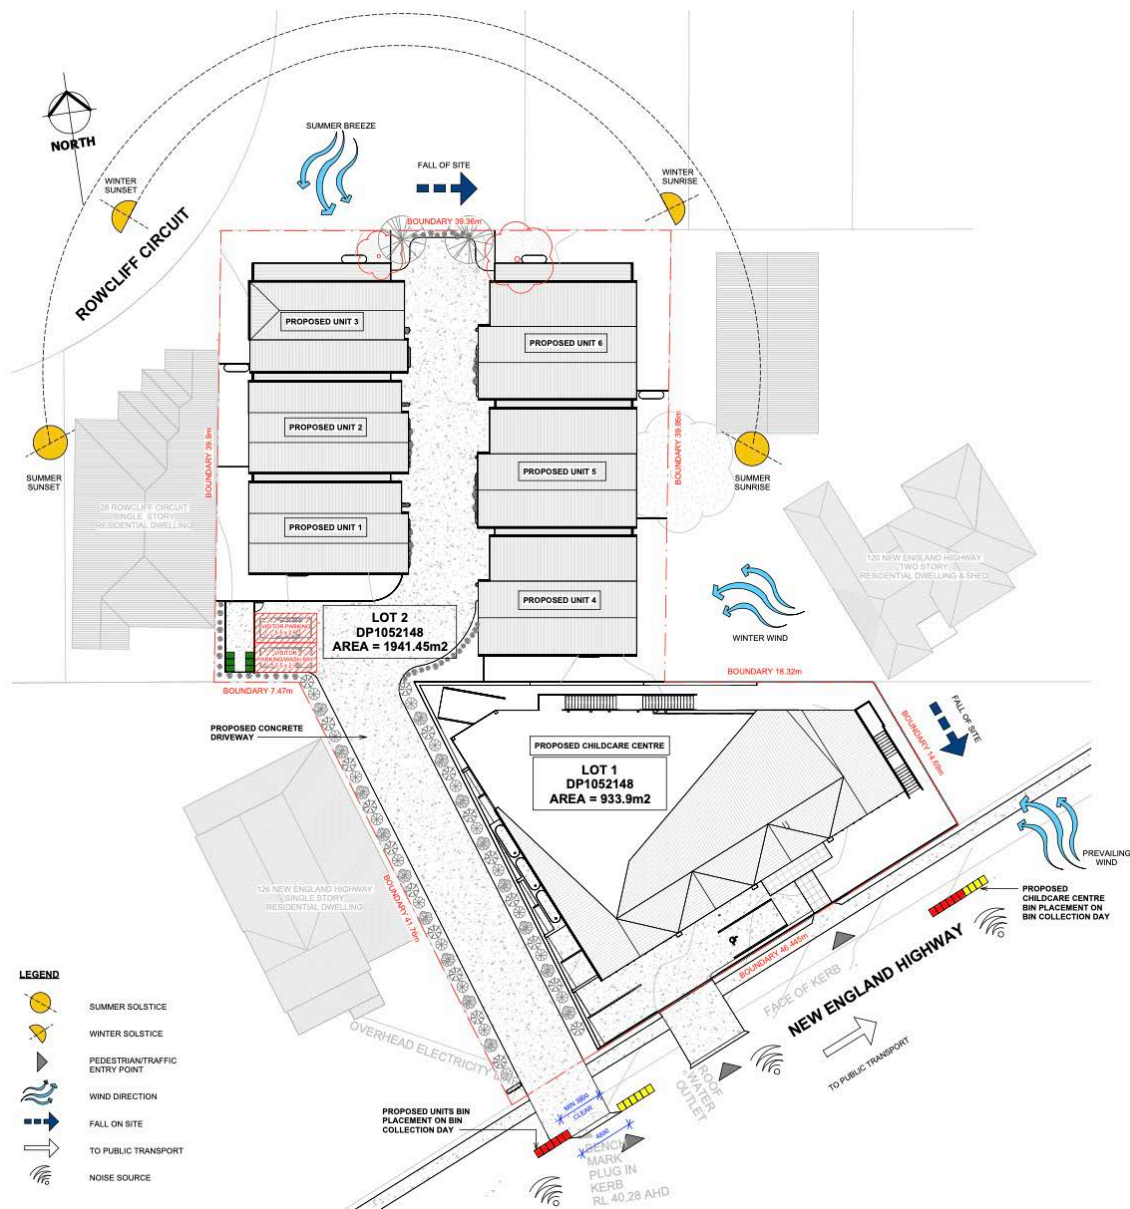 SUMMER BREEZE
FALL OF SITE
NORTH
WINTER
SUNSET
WINTER
SUNRISE
BOUNDARY 39.36m
ROWCLIFF CIRCUIT
PROPOSED UNIT 3
PROPOSED UNIT 6
PROPOSED UNIT 2
BOUNDARY 39.9m
BOUNDARY 39.95m
PROPOSED UNIT 5
SUMMER
SUNSET
SUMMER
SUNRISE
28 ROWCLIFF CIRCUIT
SINGLE STORY
RESIDENTIAL DWELLING
PROPOSED UNIT 1
120 NEW ENGLAND HIGHWAY
TWO STORY
RESIDENTIAL DWELLING & SHED
PROPOSED UNIT 4
LOT 2
DP1052148
AREA = 1941.45m2
VISITOR PARKING
VISITOR
PARKING/WASH BAY
WINTER WIND
BOUNDARY 7.47m
BOUNDARY 18.32m
PROPOSED CONCRETE
DRIVEWAY
PROPOSED CHILDCARE CENTRE
LOT 1
DP1052148
AREA = 933.9m2
BOUNDARY 14.69m
FALL OF SITE
PREVAILING
WIND
126 NEW ENGLAND HIGHWAY
SINGLE STORY
RESIDENTIAL DWELLING
BOUNDARY 41.76m
PROPOSED
CHILDCARE CENTRE
BIN PLACEMENT ON
BIN COLLECTION DAY
BOUNDARY 46.445m
FACE OF KERB
NEW ENGLAND HIGHWAY
TO PUBLIC TRANSPORT
OVERHEAD ELECTRICITY
ROOF
WATER
OUTLET
PROPOSED UNITS BIN
PLACEMENT ON BIN
COLLECTION DAY
MIN 3900
CLEAR
4890
BENCH
MARK
PLUG IN
KERB
RL 40.28 AHD
LEGEND
SUMMER SOLSTICE
WINTER SOLSTICE
PEDESTRIAN/TRAFFIC
ENTRY POINT
WIND DIRECTION
FALL ON SITE
TO PUBLIC TRANSPORT
NOISE SOURCE